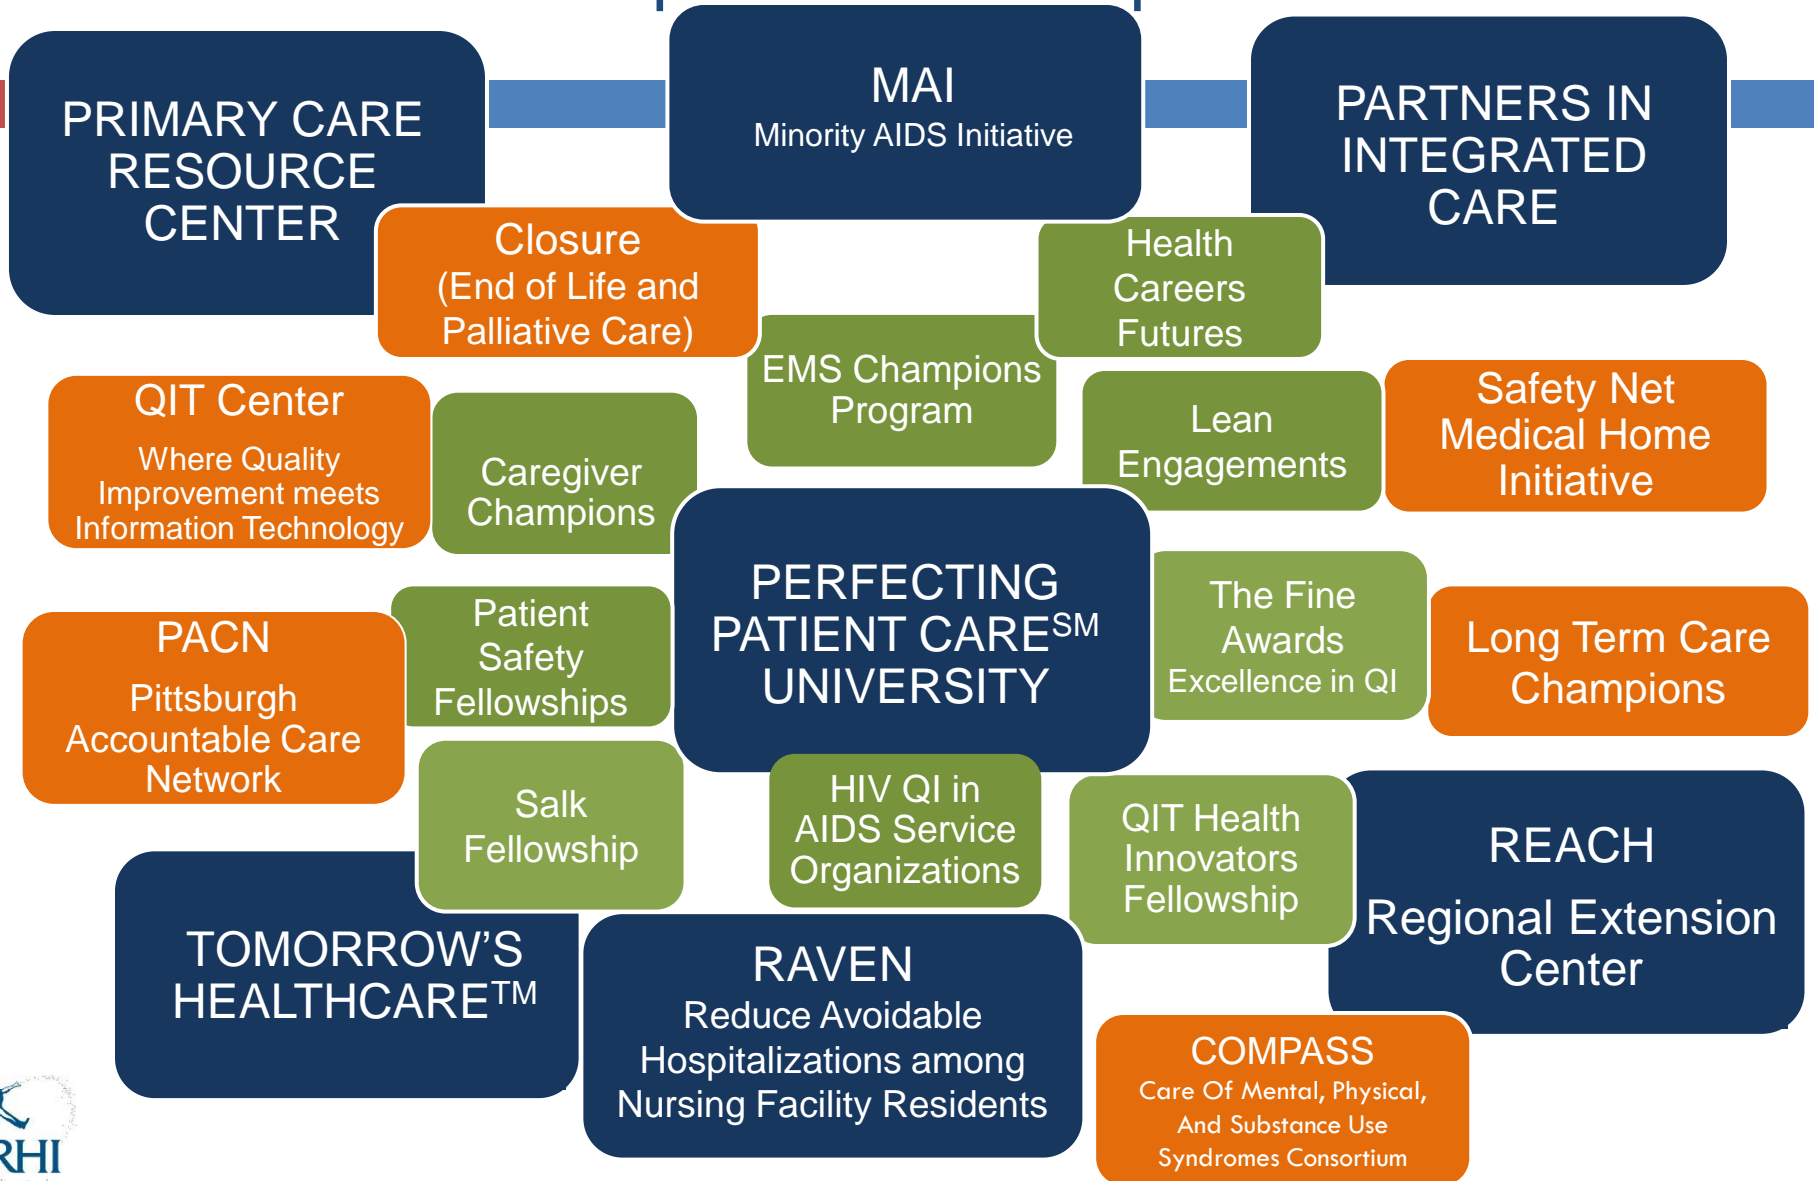 PRIMARY CARE
RESOURCE
CENTER
MAI
Minority AIDS Initiative
PARTNERS IN
INTEGRATED
CARE
Closure
(End of Life and
Palliative Care)
Health
Careers
Futures
EMS Champions
Program
QIT Center
Where Quality
Improvement meets
Information Technology
Caregiver
Champions
Lean
Engagements
Safety Net
Medical Home
Initiative
PERFECTING
PATIENT CARE℠
UNIVERSITY
PACN
Pittsburgh
Accountable Care
Network
Patient
Safety
Fellowships
The Fine
Awards
Excellence in QI
Long Term Care
Champions
Salk
Fellowship
HIV QI in
AIDS Service
Organizations
QIT Health
Innovators
Fellowship
REACH
Regional Extension
Center
TOMORROW’S
HEALTHCARE™
RAVEN
Reduce Avoidable
Hospitalizations among
Nursing Facility Residents
COMPASS
Care Of Mental, Physical,
And Substance Use
Syndromes Consortium
RHI